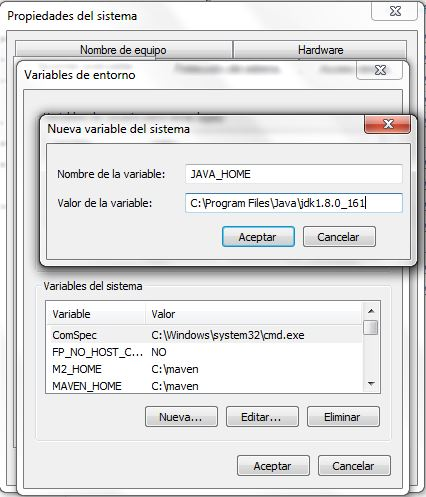 Propiedades del sistema
Nombre de equipo Hardware
Variables de entorno
Nueva variable del sistema
Nombre de la variable: JAVA_HOME
Valor de la variable: C:\Program Files\Java\jdk1.8.0_161
Aceptar Cancelar
Variables del sistema
Variable Valor
ComSpec C:\Windows\system32\cmd.exe
FP_NO_HOST_C... NO
M2_HOME C:\maven
MAVEN_HOME C:\maven
Nueva... Editar... Eliminar
Aceptar Cancelar